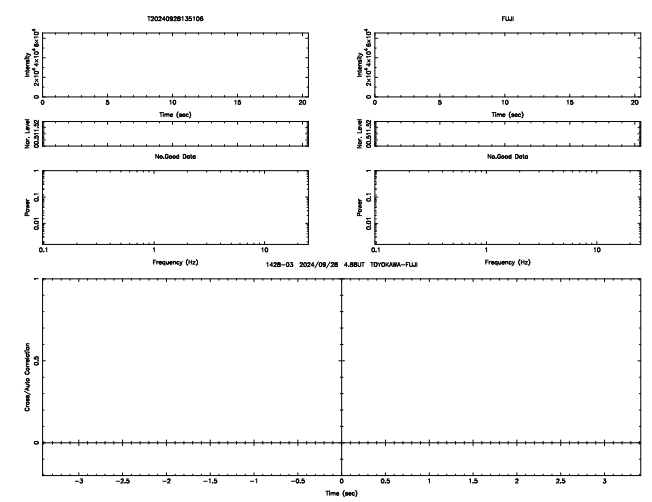 T20240928135106
FUJI
Intensity
0 2×10⁴ 4×10⁴ 6×10⁴
0 5 10 15 20
Time (sec)
Intensity
0 2×10⁴ 4×10⁴ 6×10⁴
0 5 10 15 20
Time (sec)
Nor. Level
00.511.52
Nor. Level
00.511.52
No.Good Data
No.Good Data
Power
0.01 0.1 1
0.1 1 10
Frequency (Hz)
Power
0.01 0.1 1
0.1 1 10
Frequency (Hz)
1428-03 2024/09/28 4.88UT TOYOKAWA-FUJI
Cross/Auto Correlation
0 0.5 1
-3 -2.5 -2 -1.5 -1 -0.5 0 0.5 1 1.5 2 2.5 3
Time (sec)